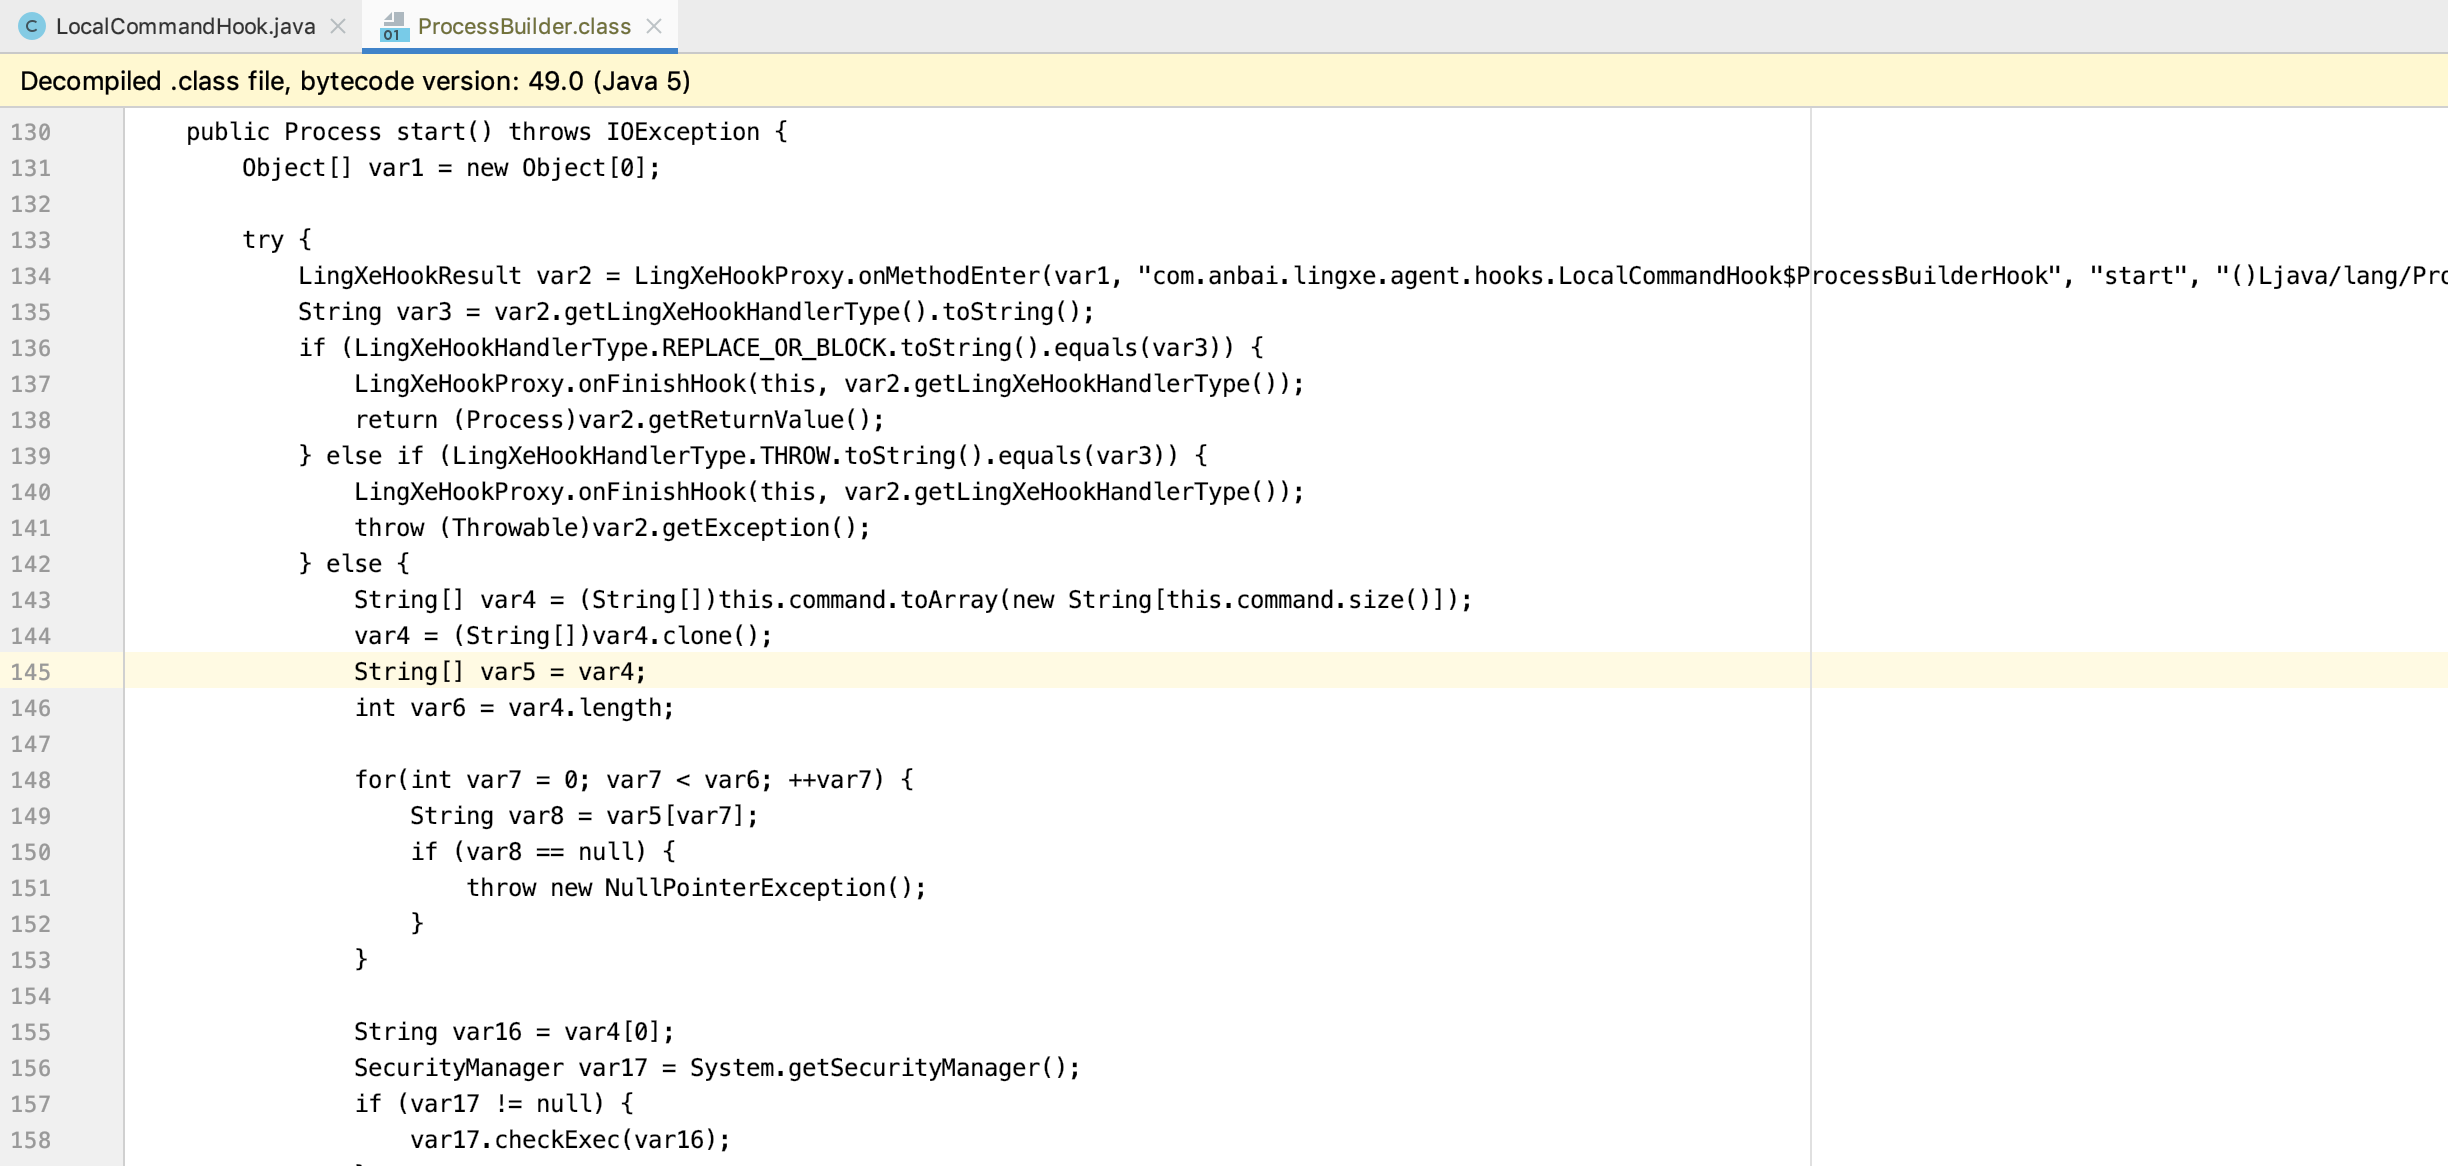 LocalCommandHook.java ProcessBuilder.class
Decompiled .class file, bytecode version: 49.0 (Java 5)
130 public Process start() throws IOException {
131 Object[] var1 = new Object[0];
132
133 try {
134 LingXeHookResult var2 = LingXeHookProxy.onMethodEnter(var1, "com.anbai.lingxe.agent.hooks.LocalCommandHook$ProcessBuilderHook", "start", "()Ljava/lang/Pro
135 String var3 = var2.getLingXeHookHandlerType().toString();
136 if (LingXeHookHandlerType.REPLACE_OR_BLOCK.toString().equals(var3)) {
137 LingXeHookProxy.onFinishHook(this, var2.getLingXeHookHandlerType());
138 return (Process)var2.getReturnValue();
139 } else if (LingXeHookHandlerType.THROW.toString().equals(var3)) {
140 LingXeHookProxy.onFinishHook(this, var2.getLingXeHookHandlerType());
141 throw (Throwable)var2.getException();
142 } else {
143 String[] var4 = (String[])this.command.toArray(new String[this.command.size()]);
144 var4 = (String[])var4.clone();
145 String[] var5 = var4;
146 int var6 = var4.length;
147
148 for(int var7 = 0; var7 < var6; ++var7) {
149 String var8 = var5[var7];
150 if (var8 == null) {
151 throw new NullPointerException();
152 }
153 }
154
155 String var16 = var4[0];
156 SecurityManager var17 = System.getSecurityManager();
157 if (var17 != null) {
158 var17.checkExec(var16);